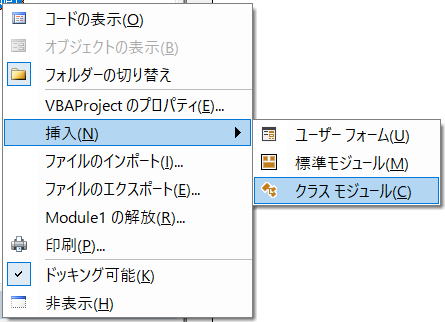 コードの表示(O)
オブジェクトの表示(B)
フォルダーの切り替え
VBAProject のプロパティ(E)...
挿入(N)
ファイルのインポート(I)...
ファイルのエクスポート(E)...
Module1 の解放(R)...
印刷(P)...
ドッキング可能(K)
非表示(H)
ユーザー フォーム(U)
標準モジュール(M)
クラス モジュール(C)